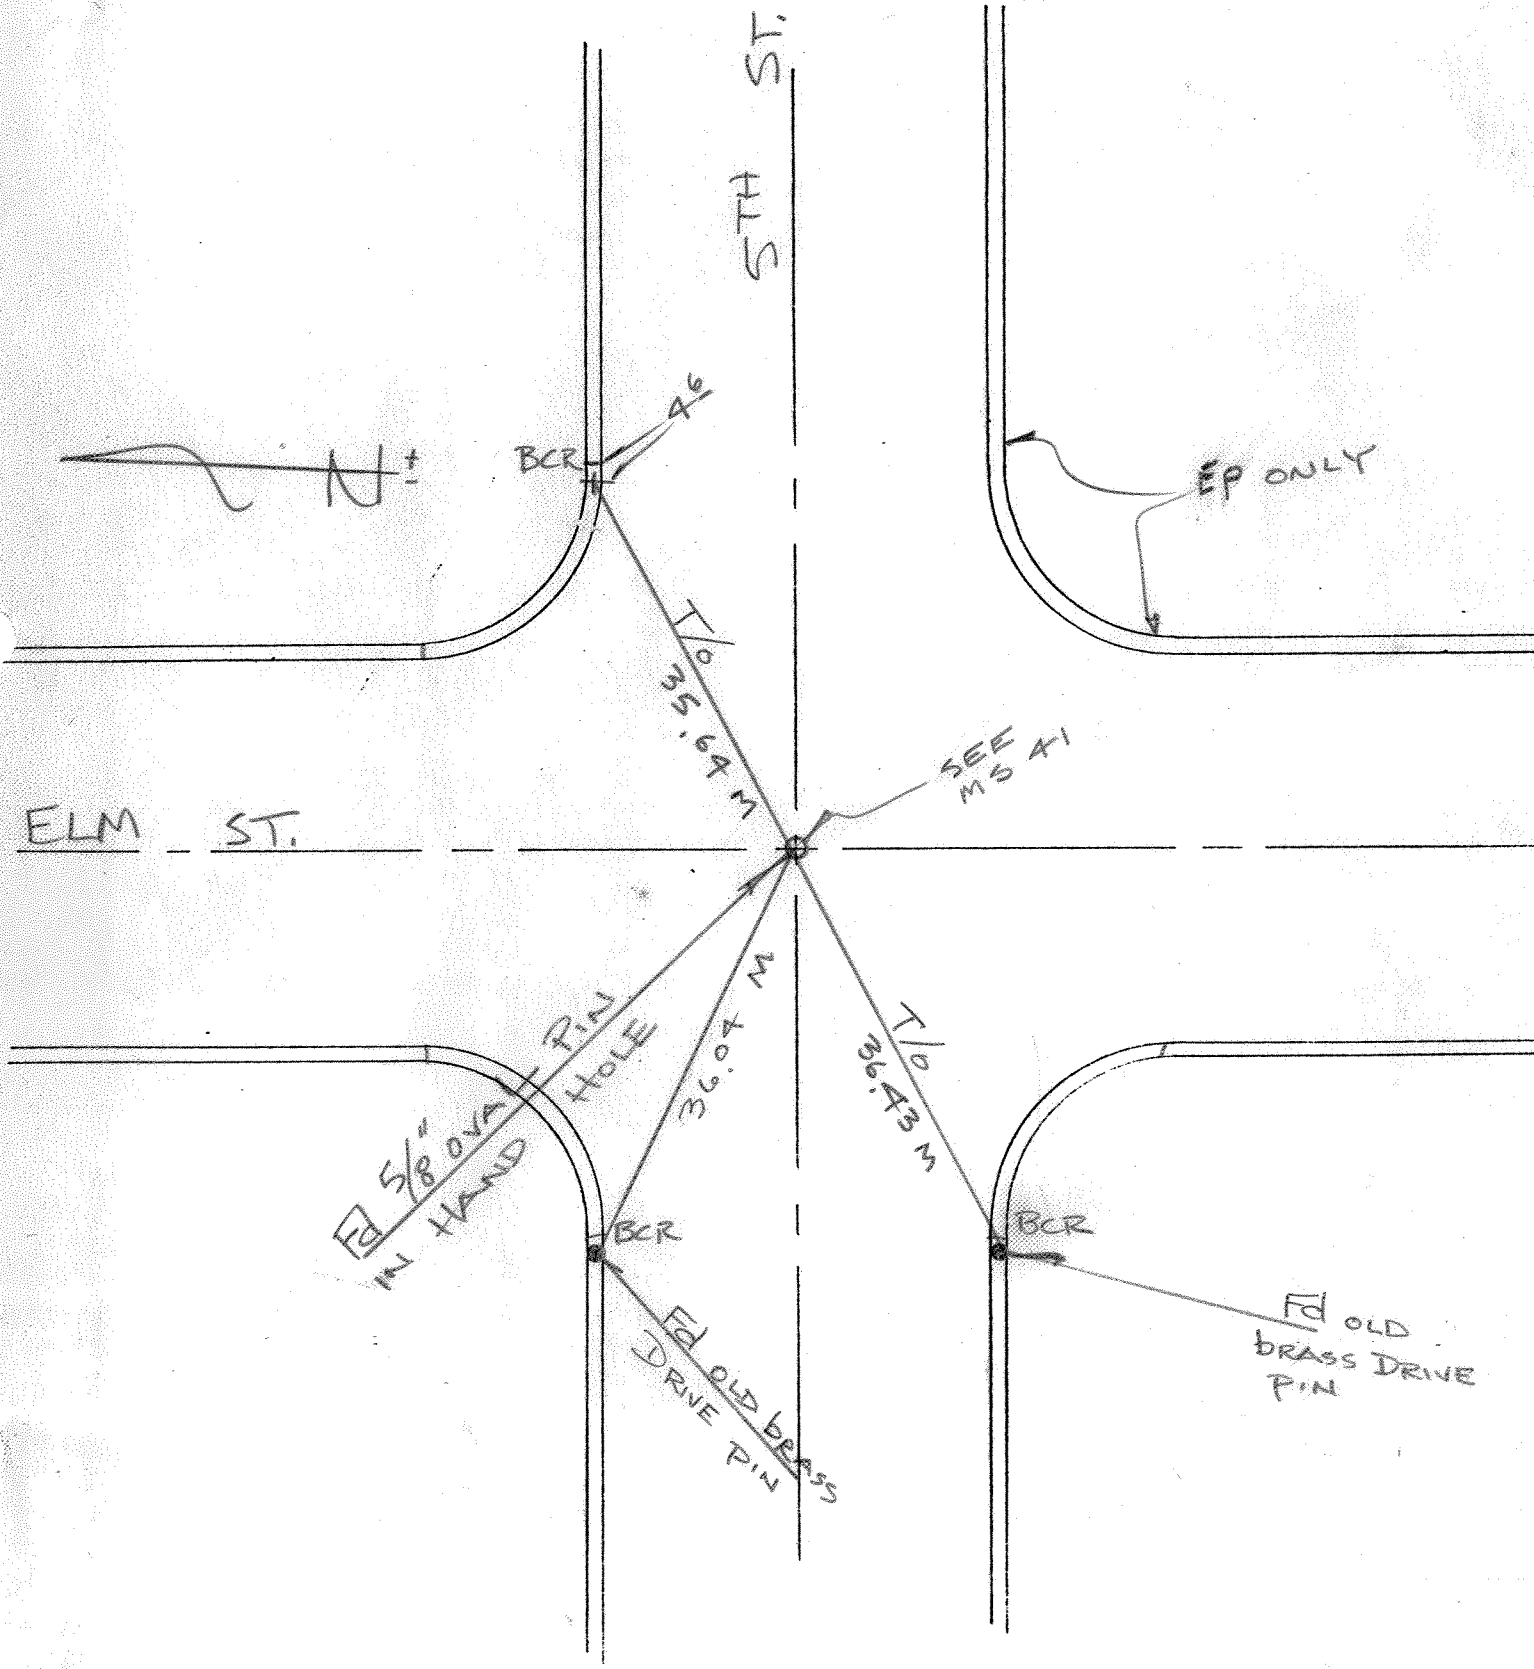 5TH ST.
4⁶
BCR
N ±
EP ONLY
T/o
35.64 M
SEE
MS 41
ELM ST.
Fd 5/8" OVAL PIN
IN HAND HOLE
36.04 M
T/o
36.43 M
BCR
BCR
Fd OLD bRASS
DRIVE PIN
Fd OLD
bRASS DRIVE
PIN